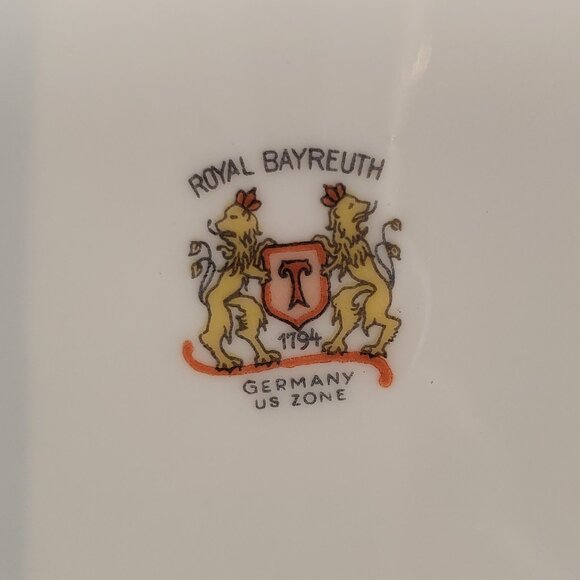 ROYAL BAYREUTH
T
1794
GERMANY
US ZONE